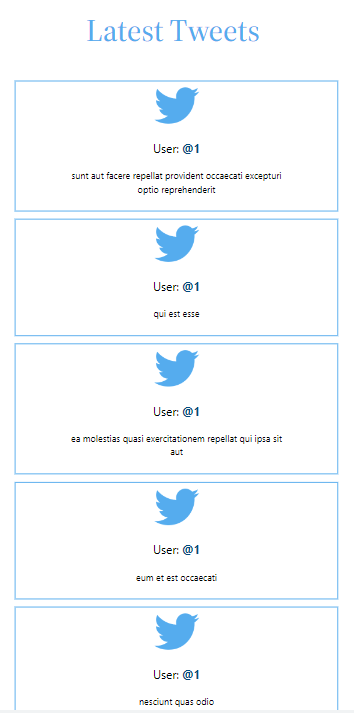 Latest Tweets
User: @1
sunt aut facere repellat provident occaecati excepturi
optio reprehenderit
User: @1
qui est esse
User: @1
ea molestias quasi exercitationem repellat qui ipsa sit
aut
User: @1
eum et est occaecati
User: @1
nesciunt quas odio